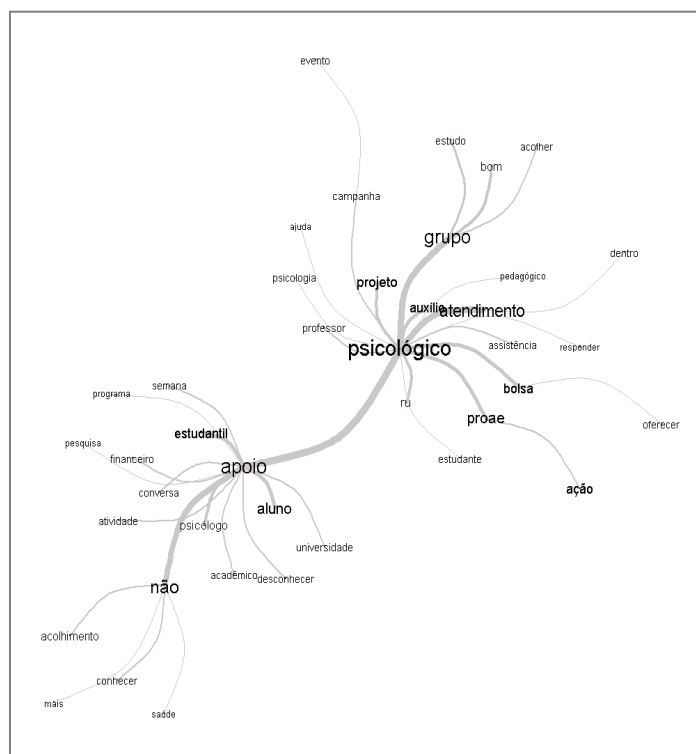 evento
estudo
acolher
bom
campanha
ajuda
grupo
dentro
psicologia
projeto
pedagógico
auxílio
atendimento
professor
psicológico
assistência
responder
semana
programa
bolsa
ru
proae
oferecer
estudantil
pesquisa
financeiro
apoio
estudante
conversa
ação
aluno
atividade
psicólogo
universidade
acadêmico
desconhecer
não
acolhimento
conhecer
mais
saúde